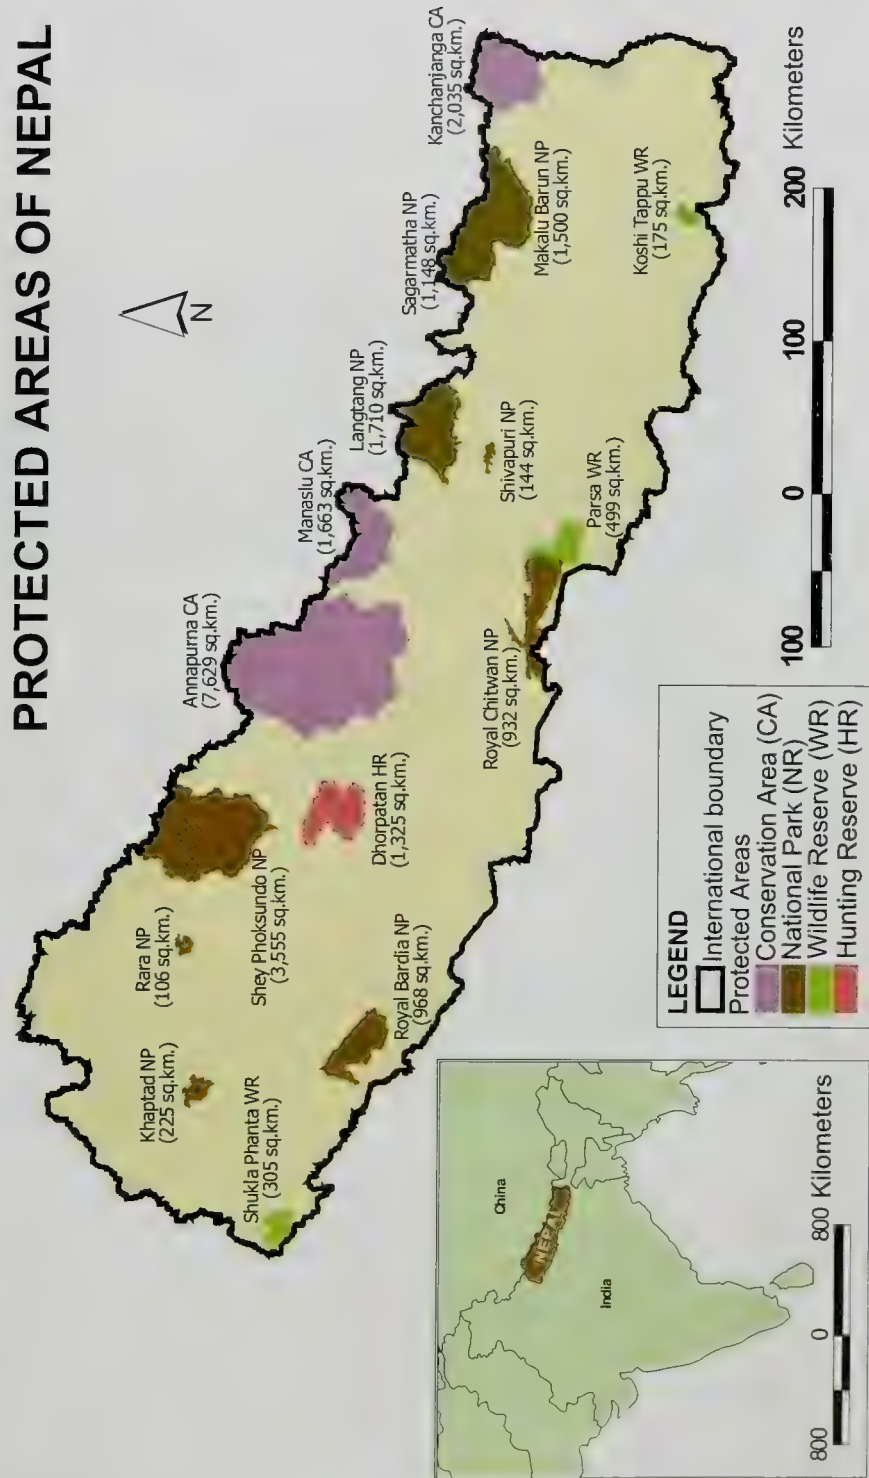 PROTECTED AREAS OF NEPAL
N
Khaptad NP
(225 sq.km.)
Rara NP
(106 sq.km.)
Shukla Phanta WR
(305 sq.km.)
Shey Phoksundo NP
(3,555 sq.km.)
Royal Bardia NP
(968 sq.km.)
Dhorpatan HR
(1,325 sq.km.)
Annapurna CA
(7,629 sq.km.)
Manaslu CA
(1,663 sq.km.)
Langtang NP
(1,710 sq.km.)
Royal Chitwan NP
(932 sq.km.)
Parsa WR
(499 sq.km.)
Shivapuri NP
(144 sq.km.)
Sagarmatha NP
(1,148 sq.km.)
Makalu Barun NP
(1,500 sq.km.)
Kanchanjanga CA
(2,035 sq.km.)
Koshi Tappu WR
(175 sq.km.)
China
NEPAL
India
800 0 800 Kilometers
LEGEND
International boundary
Protected Areas
Conservation Area (CA)
National Park (NR)
Wildlife Reserve (WR)
Hunting Reserve (HR)
100 0 100 200 Kilometers